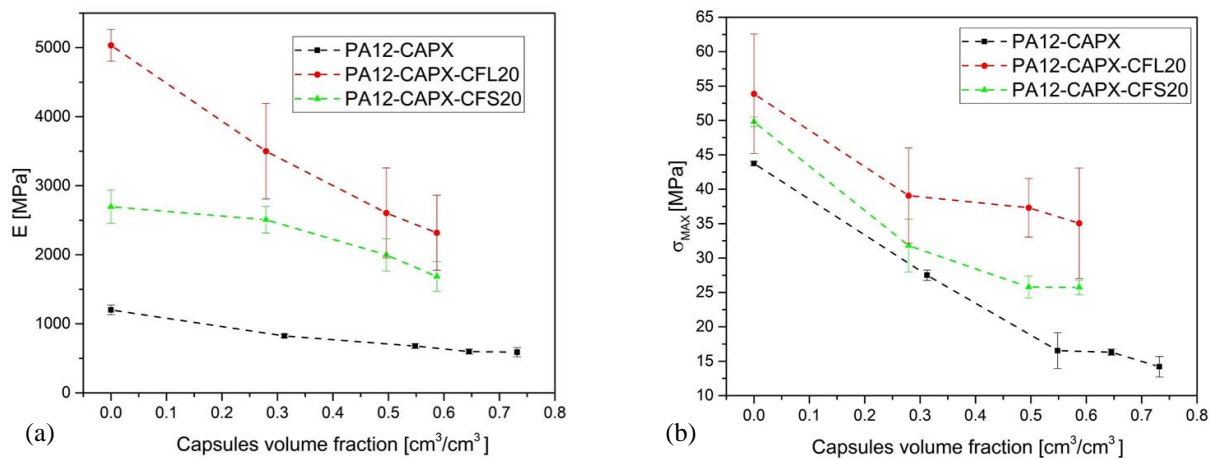 PA12-CAPX
PA12-CAPX-CFL20
PA12-CAPX-CFS20
E [MPa]
5000
4000
3000
2000
1000
0
0.0 0.1 0.2 0.3 0.4 0.5 0.6 0.7 0.8
Capsules volume fraction [cm³/cm³]
(a)
PA12-CAPX
PA12-CAPX-CFL20
PA12-CAPX-CFS20
σMAX [MPa]
65
60
55
50
45
40
35
30
25
20
15
10
0.0 0.1 0.2 0.3 0.4 0.5 0.6 0.7 0.8
Capsules volume fraction [cm³/cm³]
(b)